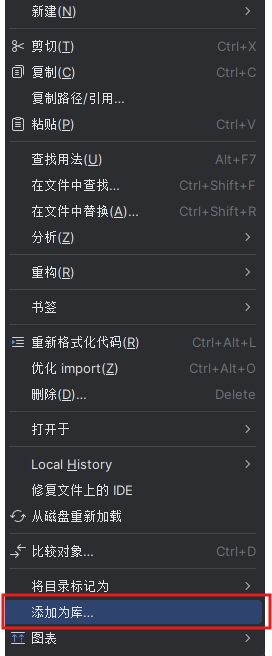 新建(N)
剪切(T) Ctrl+X
复制(C) Ctrl+C
复制路径/引用...
粘贴(P) Ctrl+V
查找用法(U) Alt+F7
在文件中查找... Ctrl+Shift+F
在文件中替换(A)... Ctrl+Shift+R
分析(Z)
重构(R)
书签
重新格式化代码(R) Ctrl+Alt+L
优化 import(Z) Ctrl+Alt+O
删除(D)... Delete
打开于
Local History
修复文件上的 IDE
从磁盘重新加载
比较对象... Ctrl+D
将目录标记为
添加为库...
图表